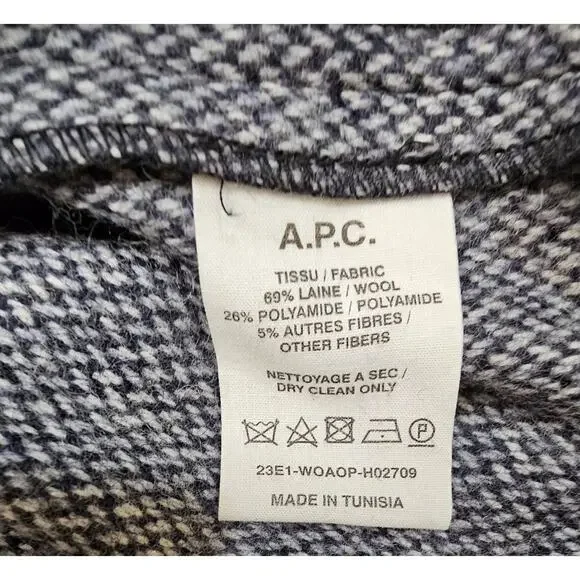 A.P.C.
TISSU / FABRIC
69% LAINE / WOOL
26% POLYAMIDE / POLYAMIDE
5% AUTRES FIBRES /
OTHER FIBERS
NETTOYAGE A SEC /
DRY CLEAN ONLY
P
23E1-WOAOP-H02709
MADE IN TUNISIA